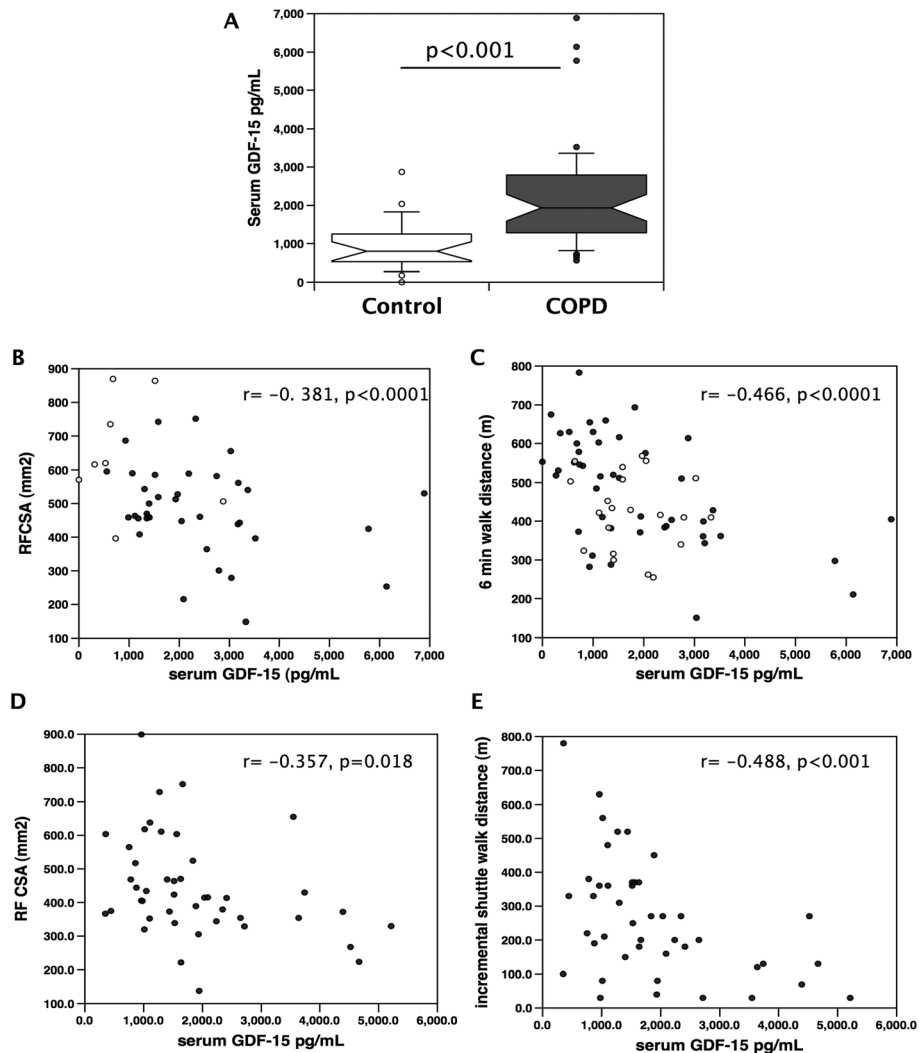 A
7,000
6,000
5,000
4,000
3,000
2,000
1,000
0
Serum GDF-15 pg/mL
p<0.001
Control COPD
B
900
800
700
600
500
400
300
200
100
RFCSA (mm2)
r= -0. 381, p<0.0001
0 1,000 2,000 3,000 4,000 5,000 6,000 7,000
serum GDF-15 (pg/mL
C
800
700
600
500
400
300
200
100
6 min walk distance (m)
r= -0.466, p<0.0001
0 1,000 2,000 3,000 4,000 5,000 6,000 7,000
serum GDF-15 pg/mL
D
900.0
800.0
700.0
600.0
500.0
400.0
300.0
200.0
100.0
RF CSA (mm2)
r= -0.357, p=0.018
0.0 1,000.0 2,000.0 3,000.0 4,000.0 5,000.0 6,000.0
serum GDF-15 pg/mL
E
800.0
700.0
600.0
500.0
400.0
300.0
200.0
100.0
0.0
incremental shuttle walk distance (m)
r= -0.488, p<0.001
0.0 1,000.0 2,000.0 3,000.0 4,000.0 5,000.0 6,000.0
serum GDF-15 pg/mL